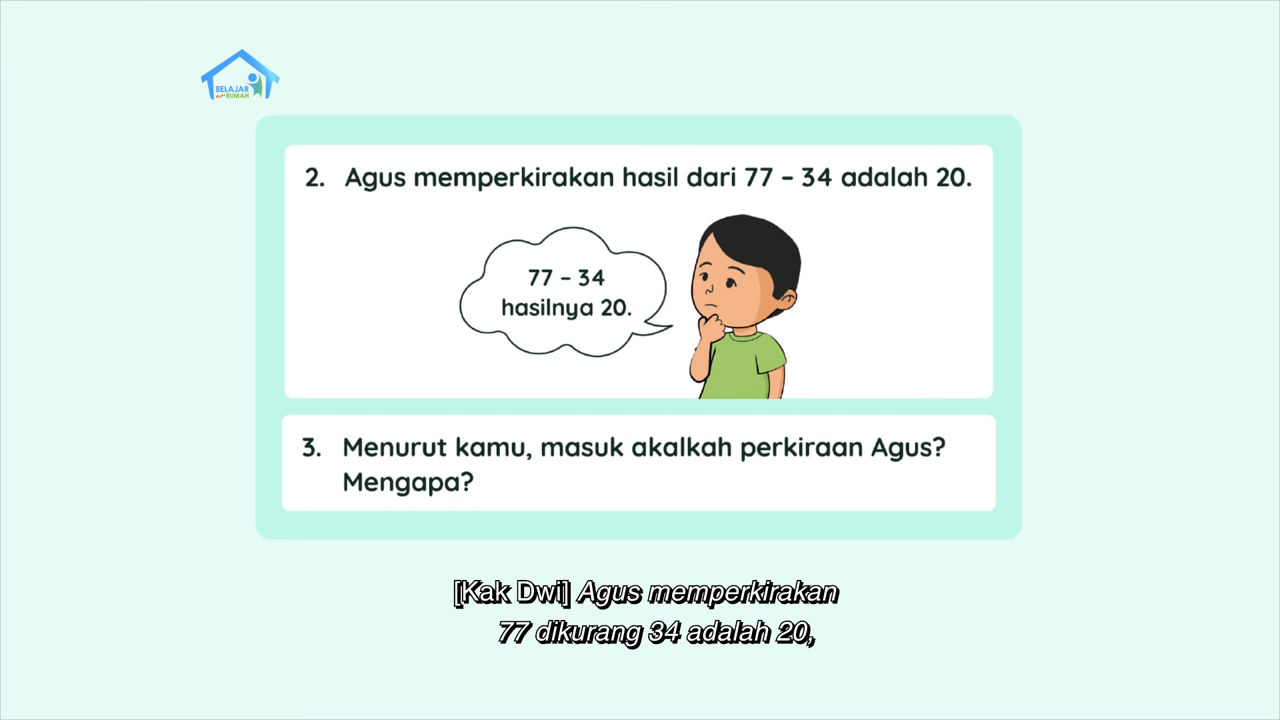 BELAJAR
dari RUMAH
2. Agus memperkirakan hasil dari 77 – 34 adalah 20.
77 – 34
hasilnya 20.
3. Menurut kamu, masuk akalkah perkiraan Agus?
Mengapa?
[Kak Dwi] Agus memperkirakan
77 dikurang 34 adalah 20,